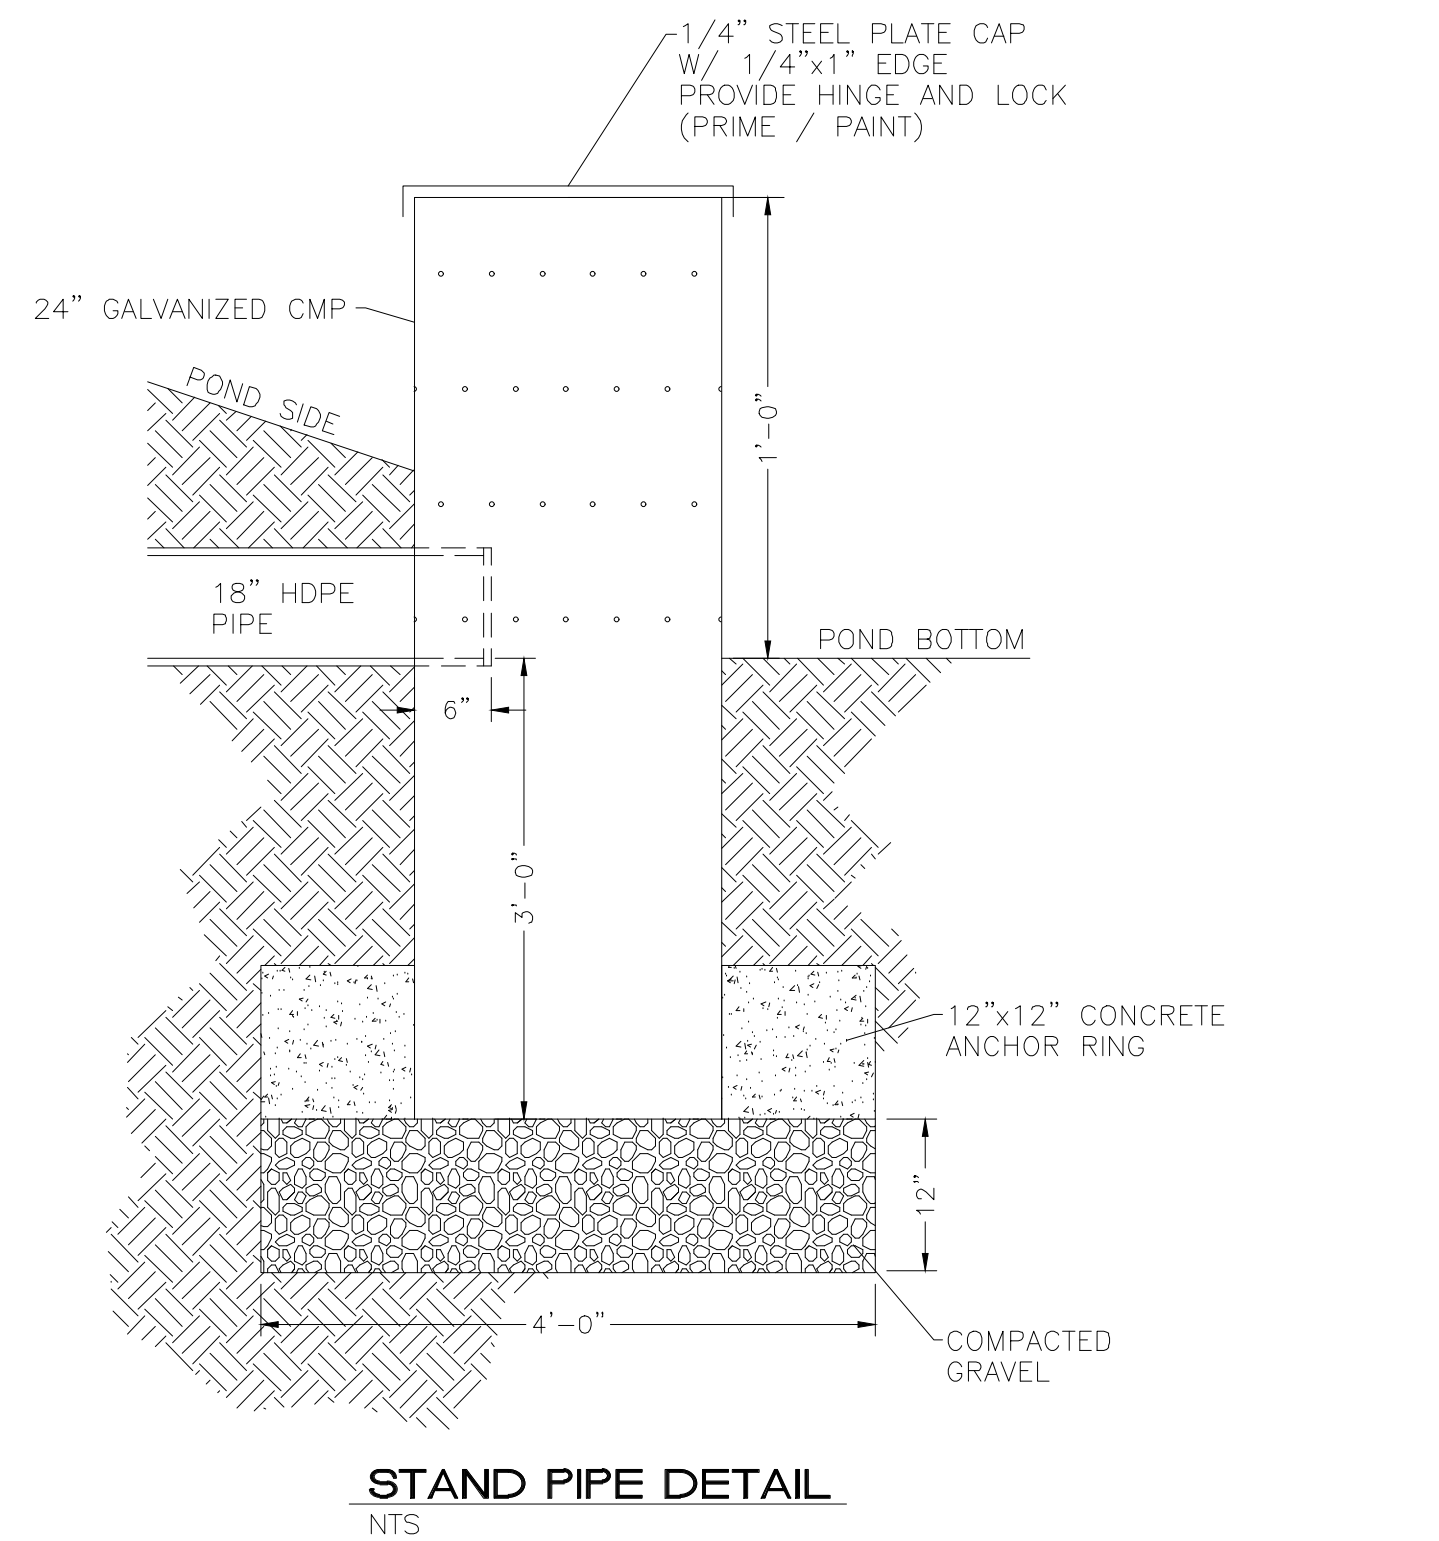 1/4” STEEL PLATE CAP
W/ 1/4”x1” EDGE
PROVIDE HINGE AND LOCK
(PRIME / PAINT)
24” GALVANIZED CMP
POND SIDE
1'-0”
18” HDPE
PIPE
POND BOTTOM
6”
3'-0”
12”x12” CONCRETE
ANCHOR RING
12”
4'-0”
COMPACTED
GRAVEL
STAND PIPE DETAIL
NTS